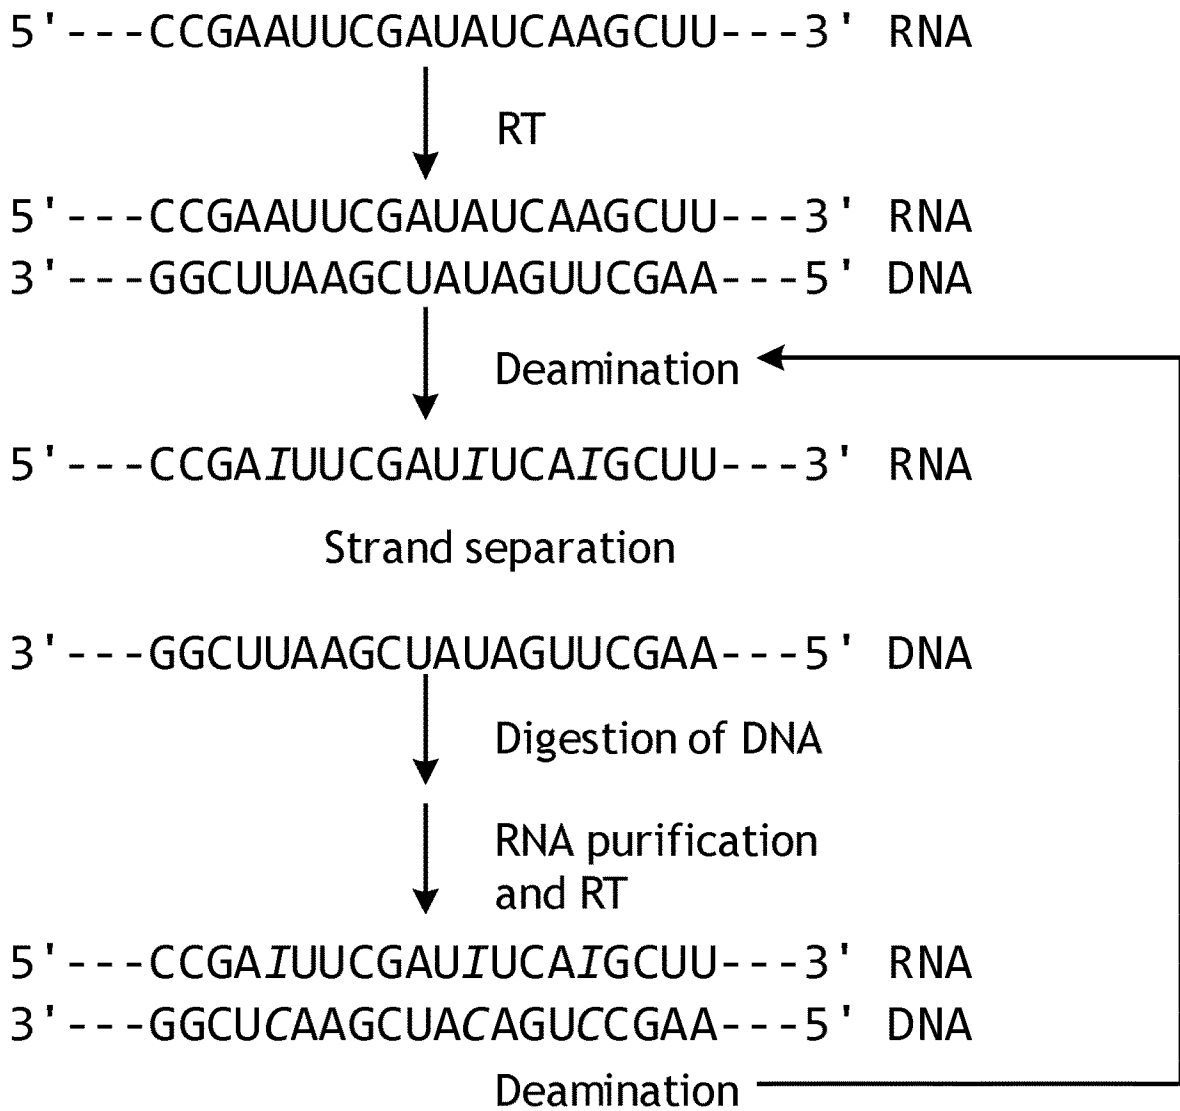 5'---CCGAAUUCGAUAUCAAGCUU---3' RNA
RT
5'---CCGAAUUCGAUAUCAAGCUU---3' RNA
3'---GGCUUAAGCUAUAGUUCGAA---5' DNA
Deamination
5'---CCGAIUUCGAUIUCAIGCUU---3' RNA
Strand separation
3'---GGCUUAAGCUAUAGUUCGAA---5' DNA
Digestion of DNA
RNA purification
and RT
5'---CCGAIUUCGAUIUCAIGCUU---3' RNA
3'---GGCUCAAGCUACAGUCCGAA---5' DNA
Deamination